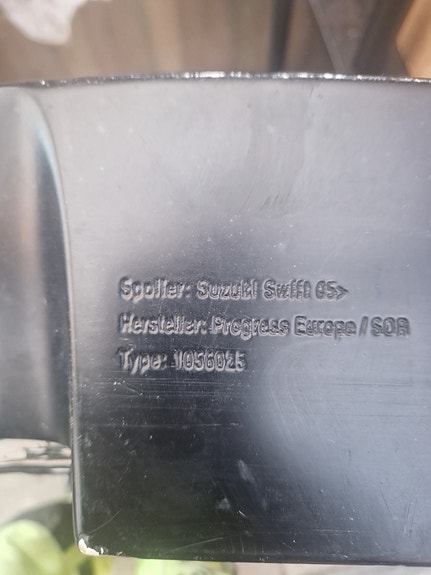 Spoiler: Suzuki Swift 05>
Hersteller: Progress Europe / SOR
Type: 1056025